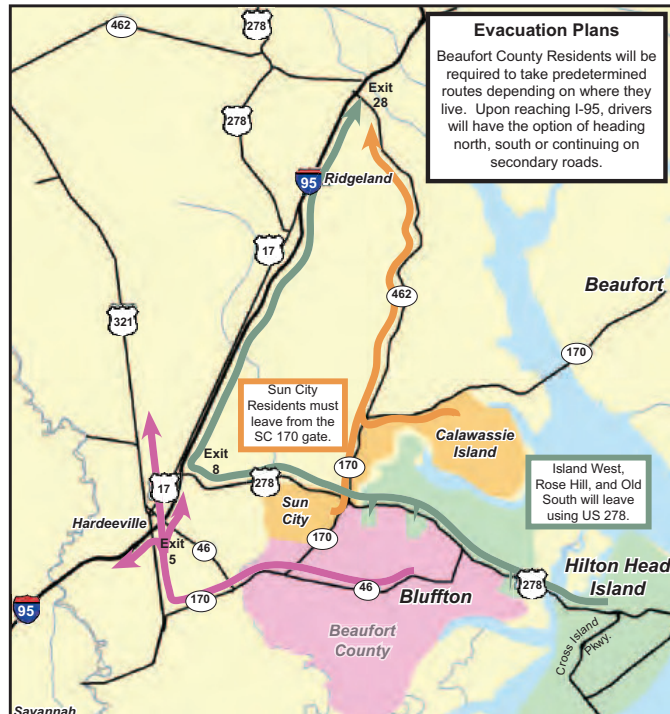 Evacuation Plans
Beaufort County Residents will be
required to take predetermined
routes depending on where they
live. Upon reaching I-95, drivers
will have the option of heading
north, south or continuing on
secondary roads.
462
278
Exit
28
278
95
Ridgeland
17
462
321
Beaufort
170
Sun City
Residents must
leave from the
SC 170 gate.
Calawassie
Island
Exit
8
278
170
Island West,
Rose Hill, and Old
South will leave
using US 278.
17
Sun
City
Hardeeville
46
Exit
5
170
278
Hilton Head
Island
95
170
46
Bluffton
Beaufort
County
Cross Island
Pkwy.
Savannah